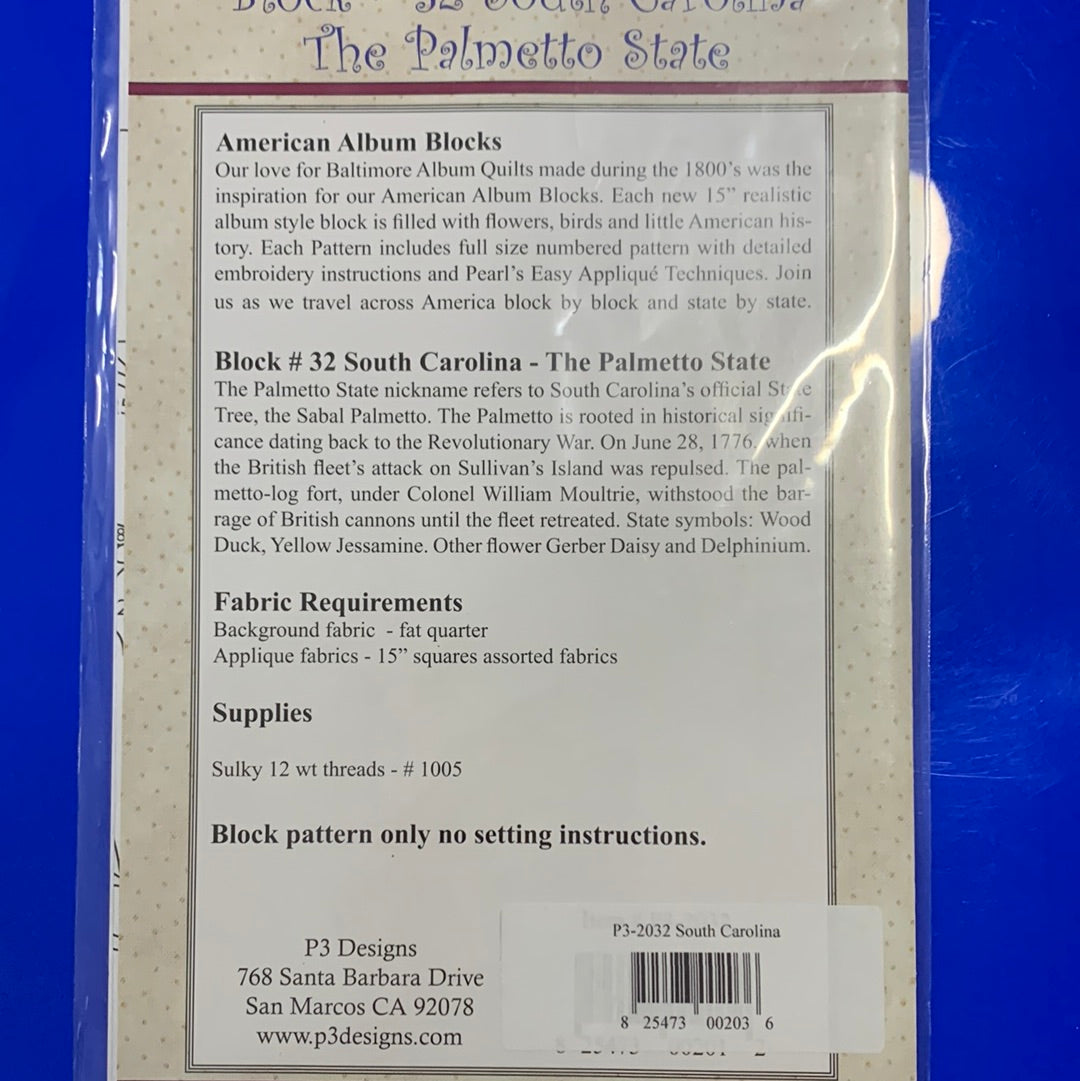 Block - 32 South Carolina
The Palmetto State
American Album Blocks
Our love for Baltimore Album Quilts made during the 1800's was the
inspiration for our American Album Blocks. Each new 15” realistic
album style block is filled with flowers, birds and little American his-
tory. Each Pattern includes full size numbered pattern with detailed
embroidery instructions and Pearl's Easy Appliqué Techniques. Join
us as we travel across America block by block and state by state.
Block # 32 South Carolina - The Palmetto State
The Palmetto State nickname refers to South Carolina's official State
Tree, the Sabal Palmetto. The Palmetto is rooted in historical signifi-
cance dating back to the Revolutionary War. On June 28, 1776. when
the British fleet's attack on Sullivan's Island was repulsed. The pal-
metto-log fort, under Colonel William Moultrie, withstood the bar-
rage of British cannons until the fleet retreated. State symbols: Wood
Duck, Yellow Jessamine. Other flower Gerber Daisy and Delphinium.
Fabric Requirements
Background fabric - fat quarter
Applique fabrics - 15” squares assorted fabrics
Supplies
Sulky 12 wt threads - # 1005
Block pattern only no setting instructions.
P3 Designs
768 Santa Barbara Drive
San Marcos CA 92078
www.p3designs.com
P3-2032 South Carolina
8 25473 00203 6